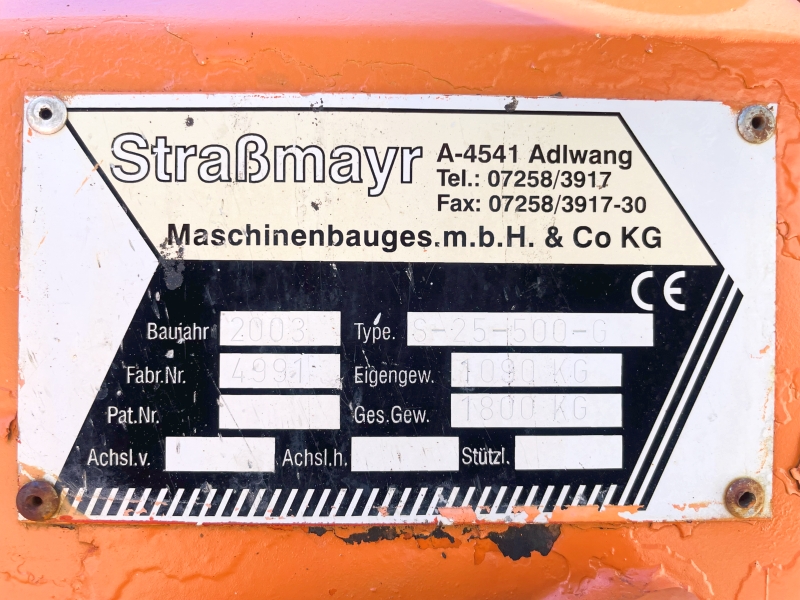 Straßmayr
A-4541 Adlwang
Tel.: 07258/3917
Fax: 07258/3917-30
Maschinenbauges.m.b.H. & Co KG
CE
Baujahr 2003 Type. S-25-500-G
Fabr.Nr. 4991 Eigengew. 1090 KG
Pat.Nr. Ges.Gew. 1800 KG
Achsl.v. Achsl.h. Stützl.